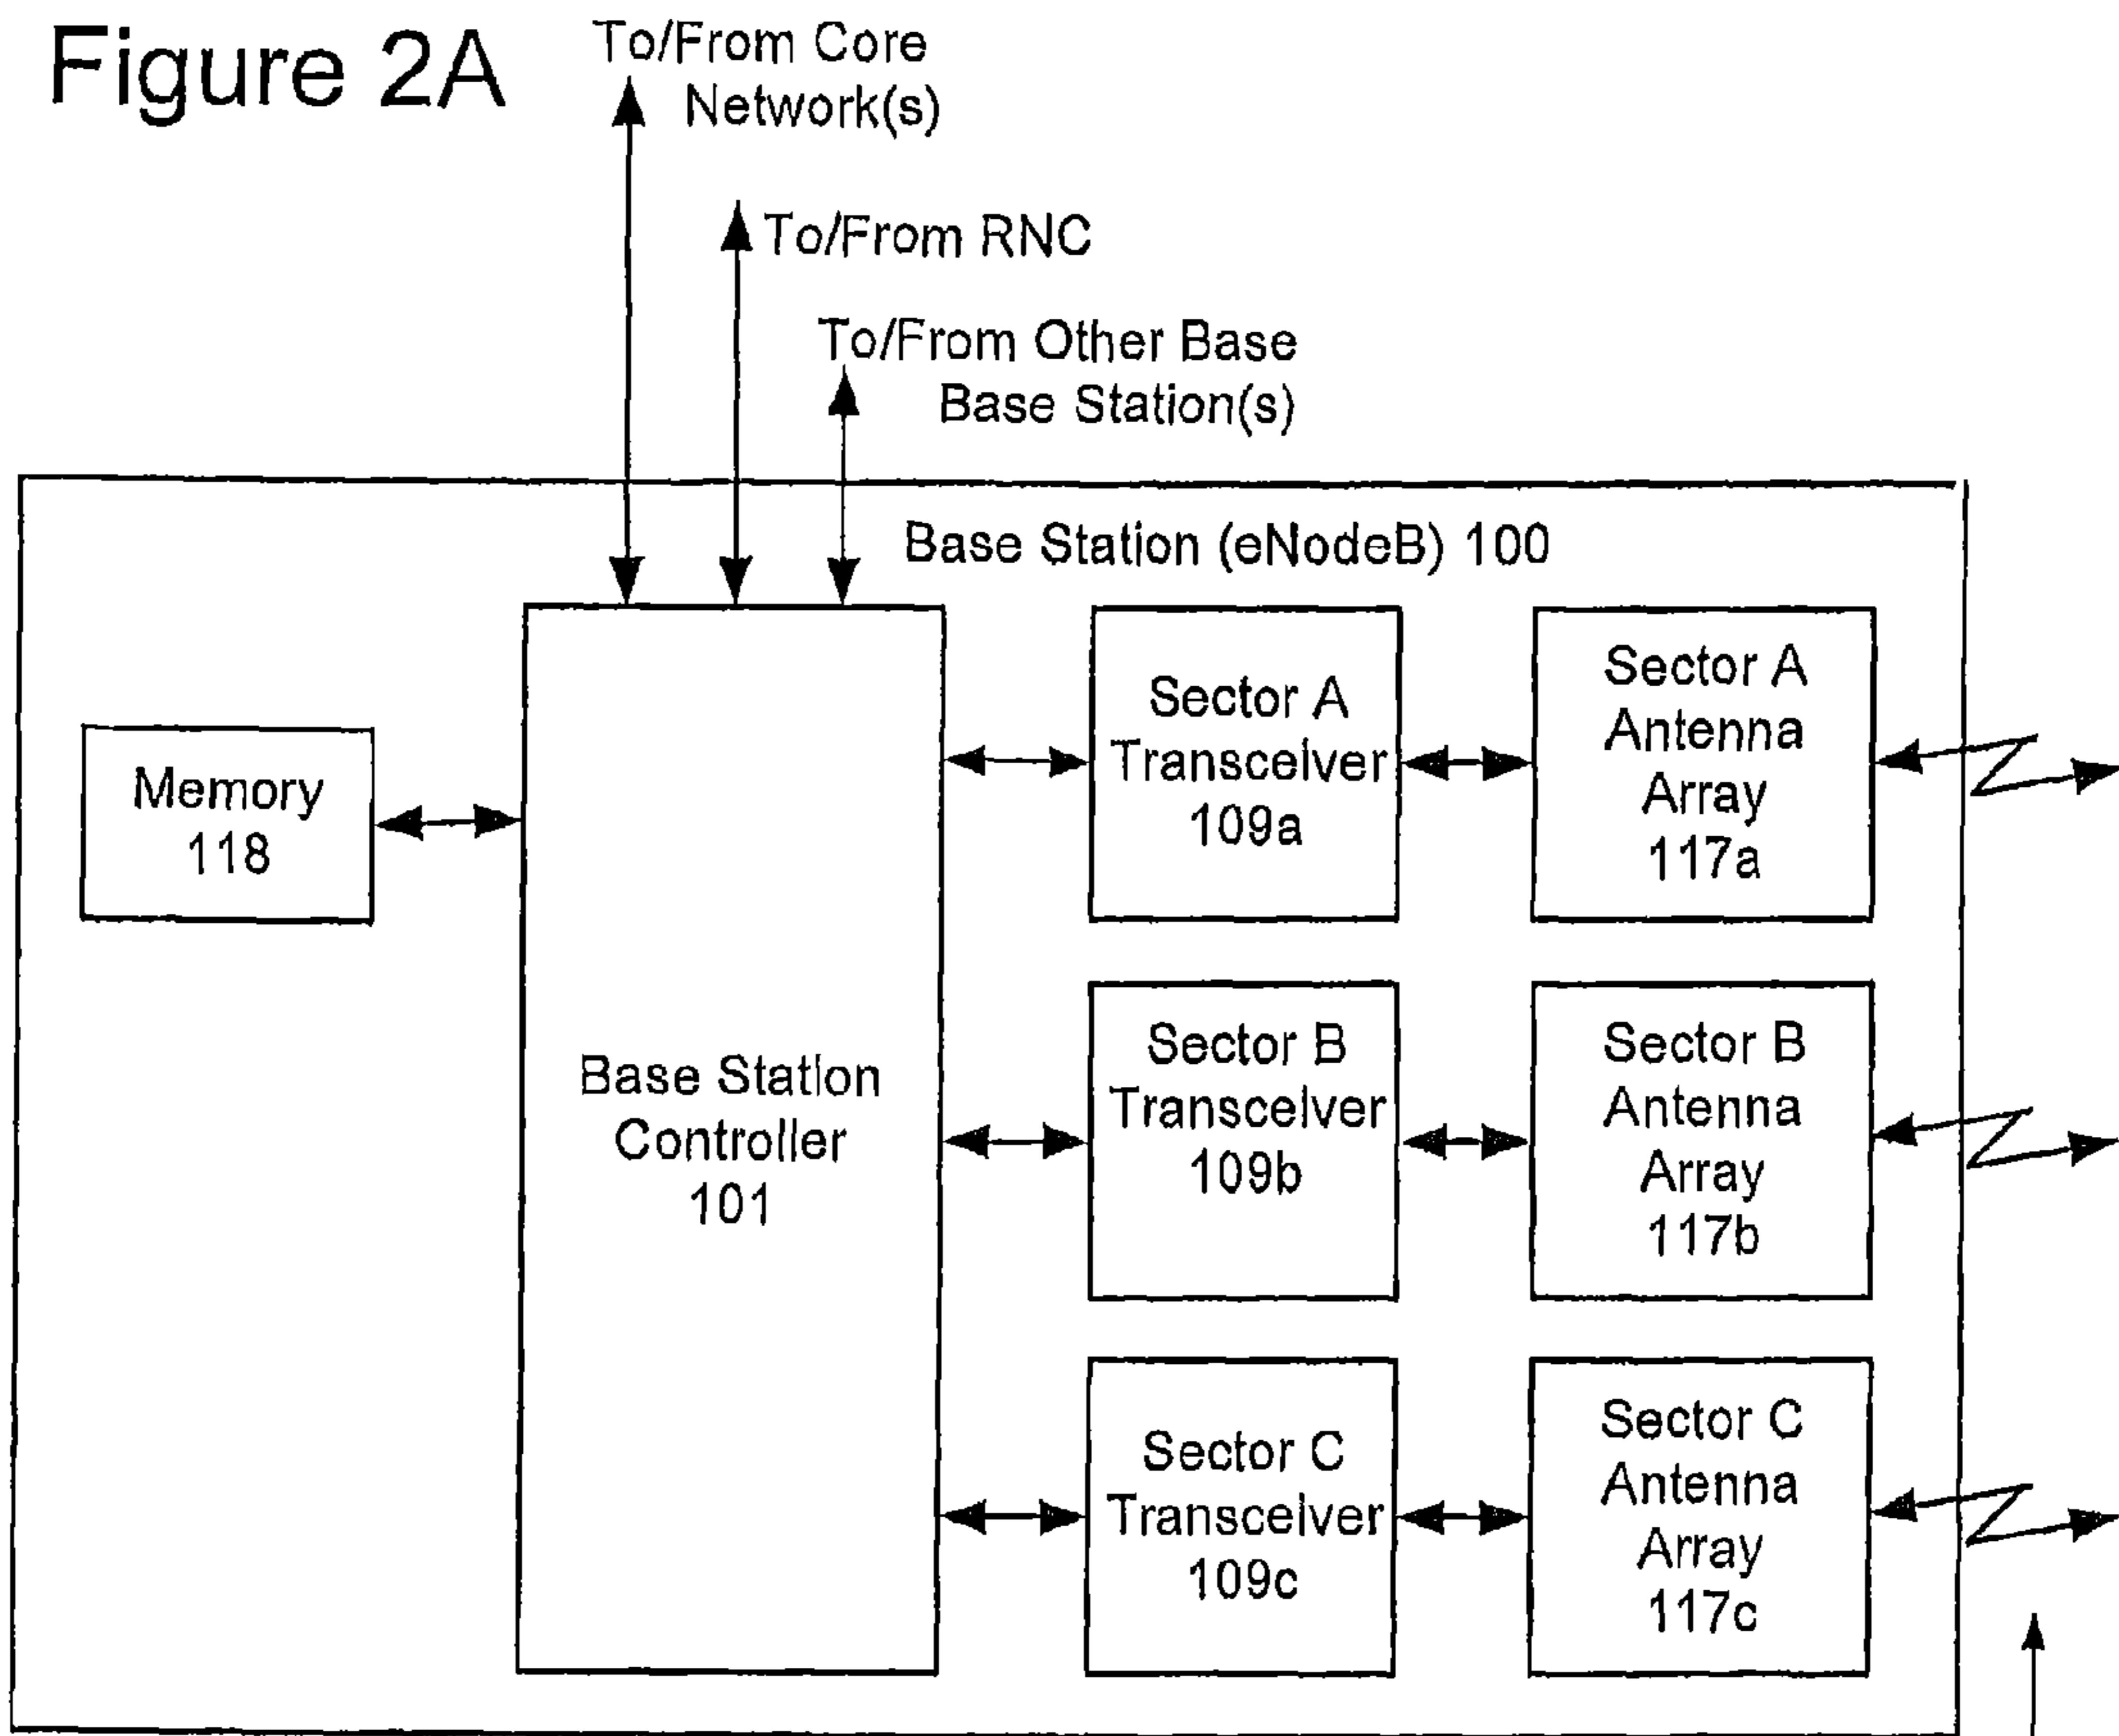 Figure 2A
To/From Core
Network(s)
To/From RNC
To/From Other Base
Base Station(s)
Base Station (eNodeB) 100
Memory
118
Base Station
Controller
101
Sector A
Transceiver
109a
Sector A
Antenna
Array
117a
Sector B
Transceiver
109b
Sector B
Antenna
Array
117b
Sector C
Transceiver
109c
Sector C
Antenna
Array
117c